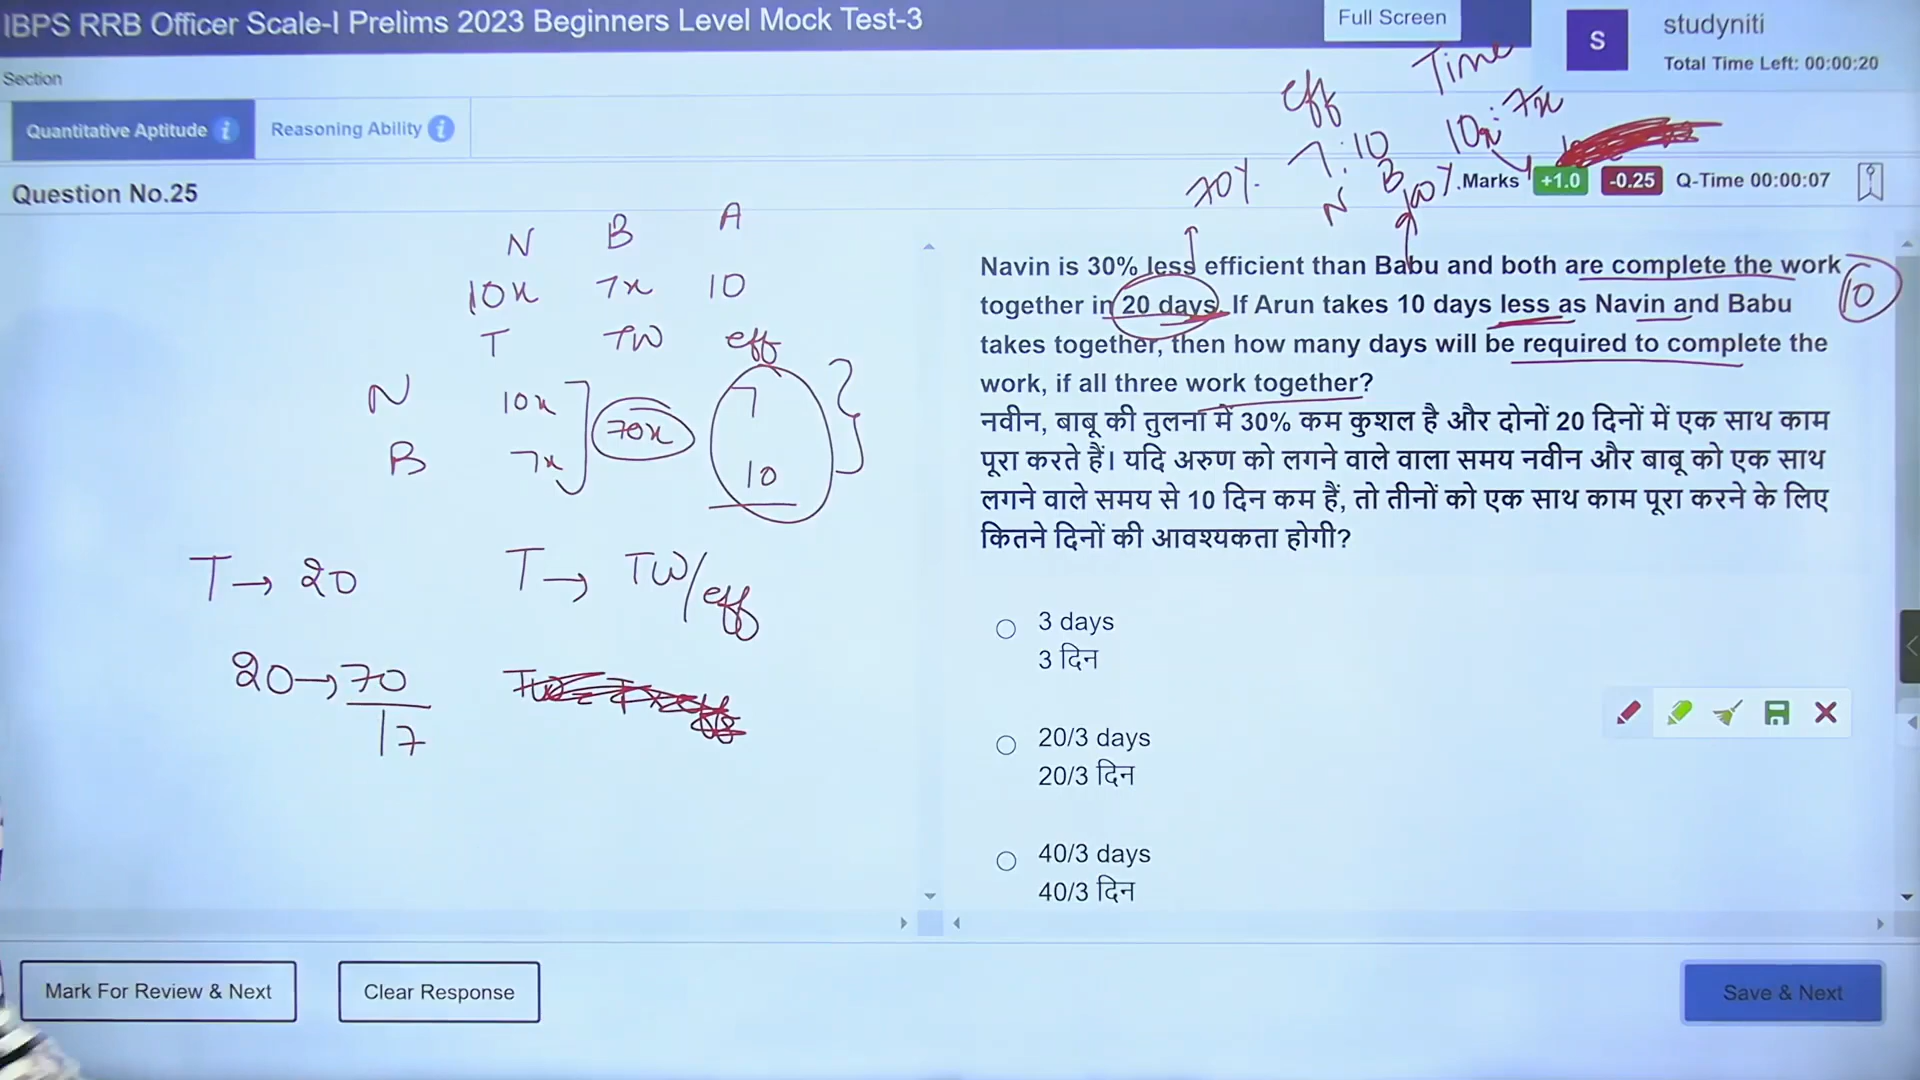 IBPS RRB Officer Scale-I Prelims 2023 Beginners Level Mock Test-3
Full Screen
S
studyniti
Total Time Left: 00:00:20
Section
Quantitative Aptitude
Reasoning Ability
Question No.25
Marks +1.0 -0.25 Q-Time 00:00:07
eff Time
7:10 10x:7x
N B
70% 100%
Navin is 30% less efficient than Babu and both are complete the work
together in 20 days. If Arun takes 10 days less as Navin and Babu
takes together, then how many days will be required to complete the
work, if all three work together?
10
नवीन, बाबू की तुलना में 30% कम कुशल है और दोनों 20 दिनों में एक साथ काम
पूरा करते हैं। यदि अरुण को लगने वाले वाला समय नवीन और बाबू को एक साथ
लगने वाले समय से 10 दिन कम हैं, तो तीनों को एक साथ काम पूरा करने के लिए
कितने दिनों की आवश्यकता होगी?
3 days
3 दिन
20/3 days
20/3 दिन
40/3 days
40/3 दिन
N B A
10x 7x 10
T TW eff
N 10x 70x 7
B 7x 10
T → 20 T → TW/eff
20 → 70
17
Mark For Review & Next
Clear Response
Save & Next